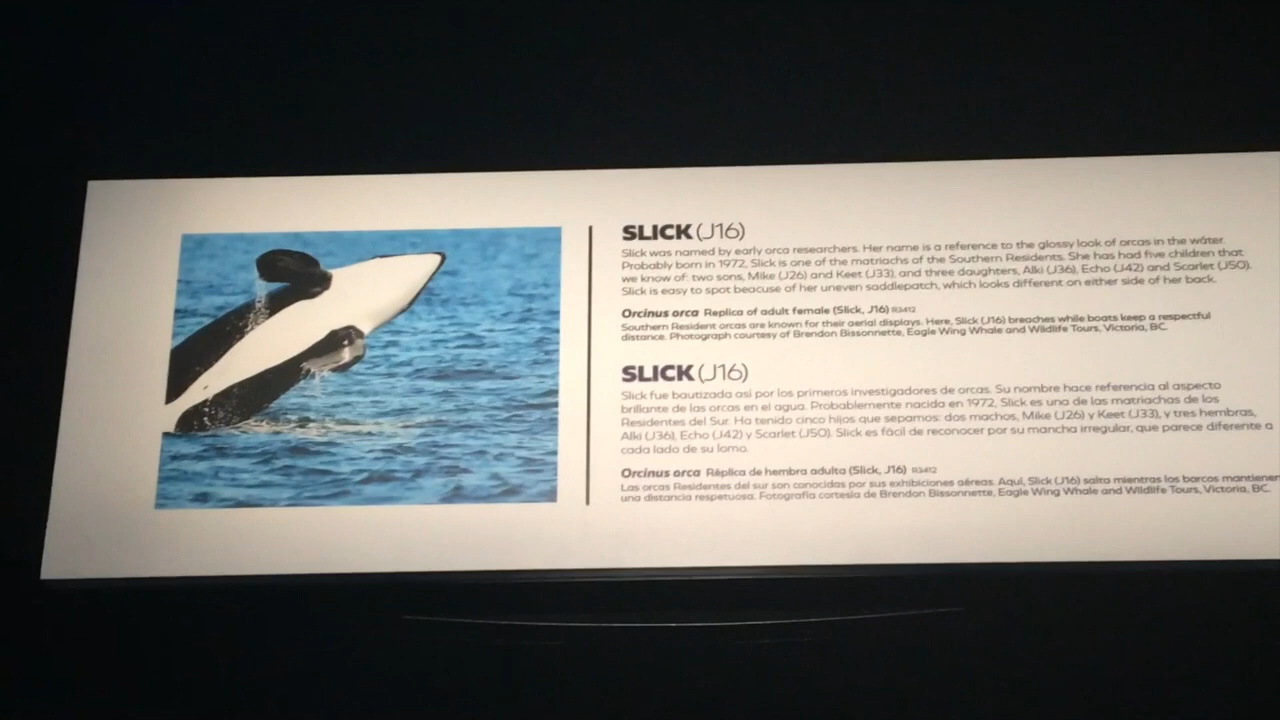 SLICK (J16)
Slick was named by early orca researchers. Her name is a reference to the glossy look of orcas in the wáter.
Probably born in 1972, Slick is one of the matriachs of the Southern Residents. She has had five children that
we know of: two sons, Mike (J26) and Keet (J33), and three daughters, Alki (J36), Echo (J42) and Scarlet (J50).
Slick is easy to spot beacuse of her uneven saddlepatch, which looks different on either side of her back.
Orcinus orca Replica of adult female (Slick, J16) R3412
Southern Resident orcas are known for their aerial displays. Here, Slick (J16) breaches while boats keep a respectful
distance. Photograph courtesy of Brendon Bissonnette, Eagle Wing Whale and Wildlife Tours, Victoria, BC.
SLICK (J16)
Slick fue bautizada así por los primeros investigadores de orcas. Su nombre hace referencia al aspecto
brillante de las orcas en el agua. Probablemente nacida en 1972, Slick es una de las matriachas de los
Residentes del Sur. Ha tenido cinco hijos que sepamos: dos machos, Mike (J26) y Keet (J33), y tres hembras,
Alki (J36), Echo (J42) y Scarlet (J50). Slick es fácil de reconocer por su mancha irregular, que parece diferente a
cada lado de su lomo.
Orcinus orca Réplica de hembra adulta (Slick, J16) R3412
Las orcas Residentes del sur son conocidas por sus exhibiciones aéreas. Aquí, Slick (J16) salta mientras los barcos mantienen
una distancia respetuosa. Fotografía cortesía de Brendon Bissonnette, Eagle Wing Whale and Wildlife Tours, Victoria, BC.